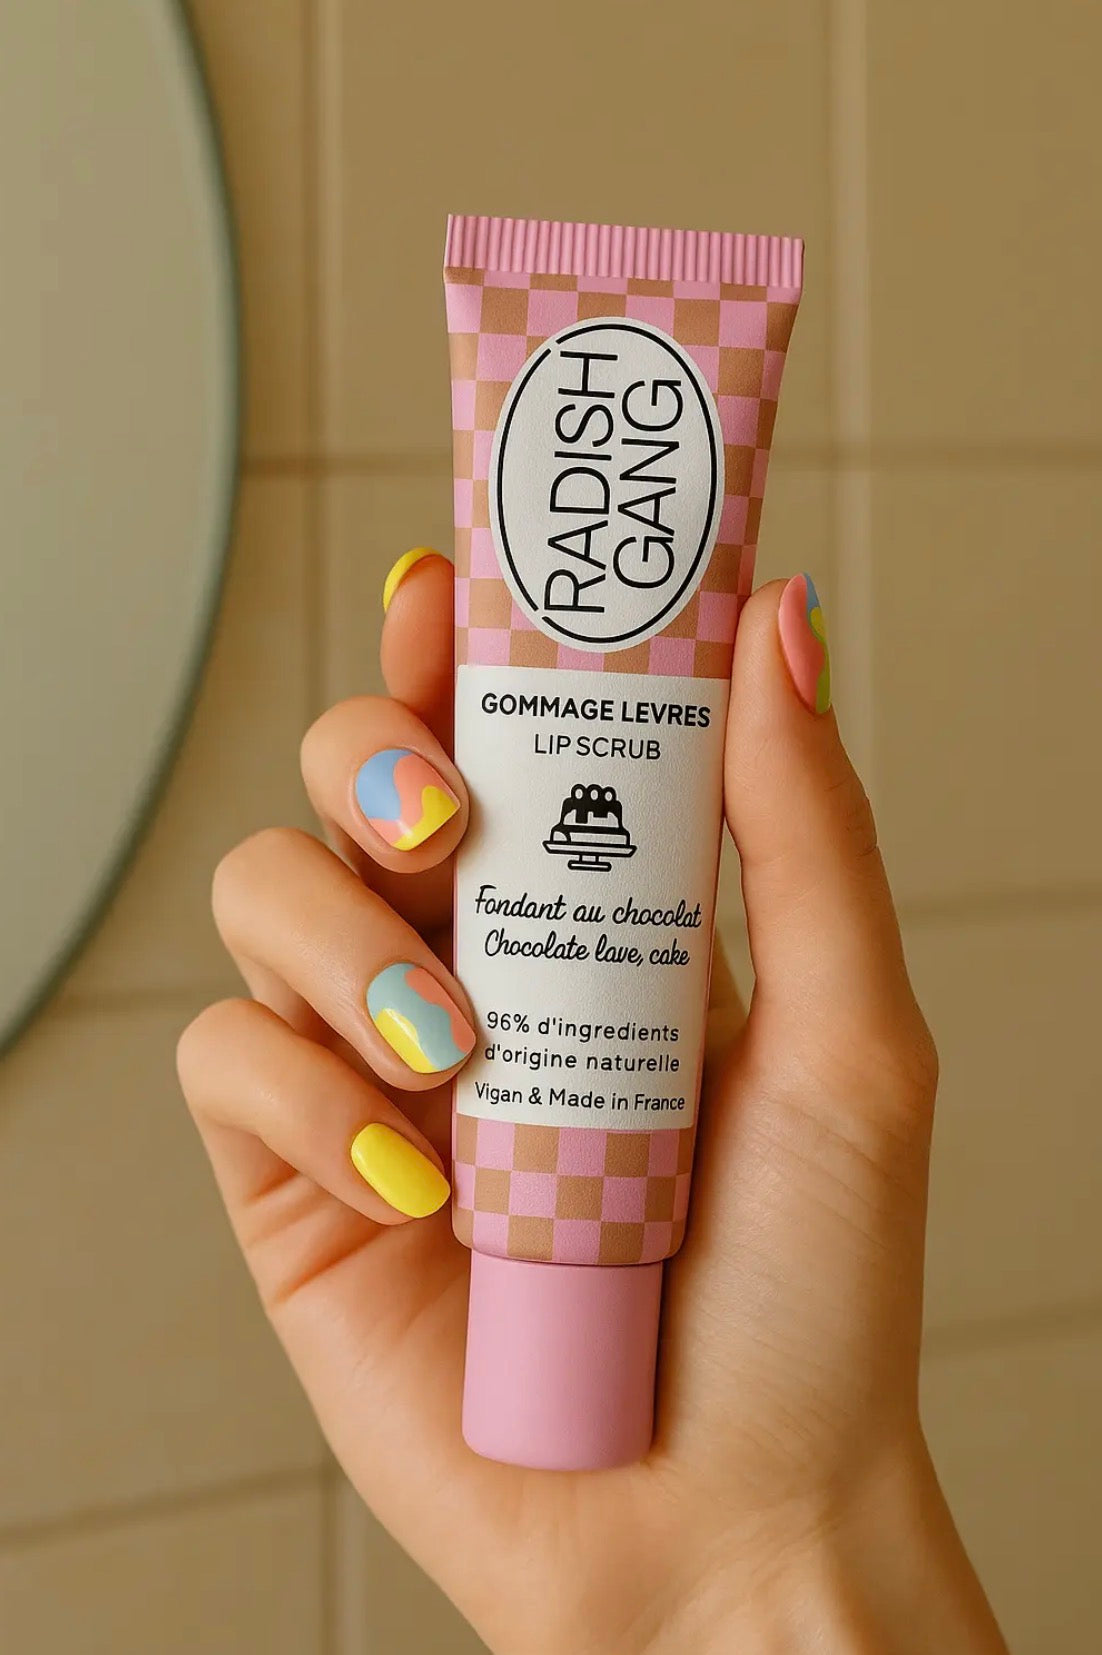 RADISH
GANG
GOMMAGE LEVRES
LIP SCRUB
Fondant au chocolat
Chocolate lave, cake
96% d'ingredients
d'origine naturelle
Vigan & Made in France